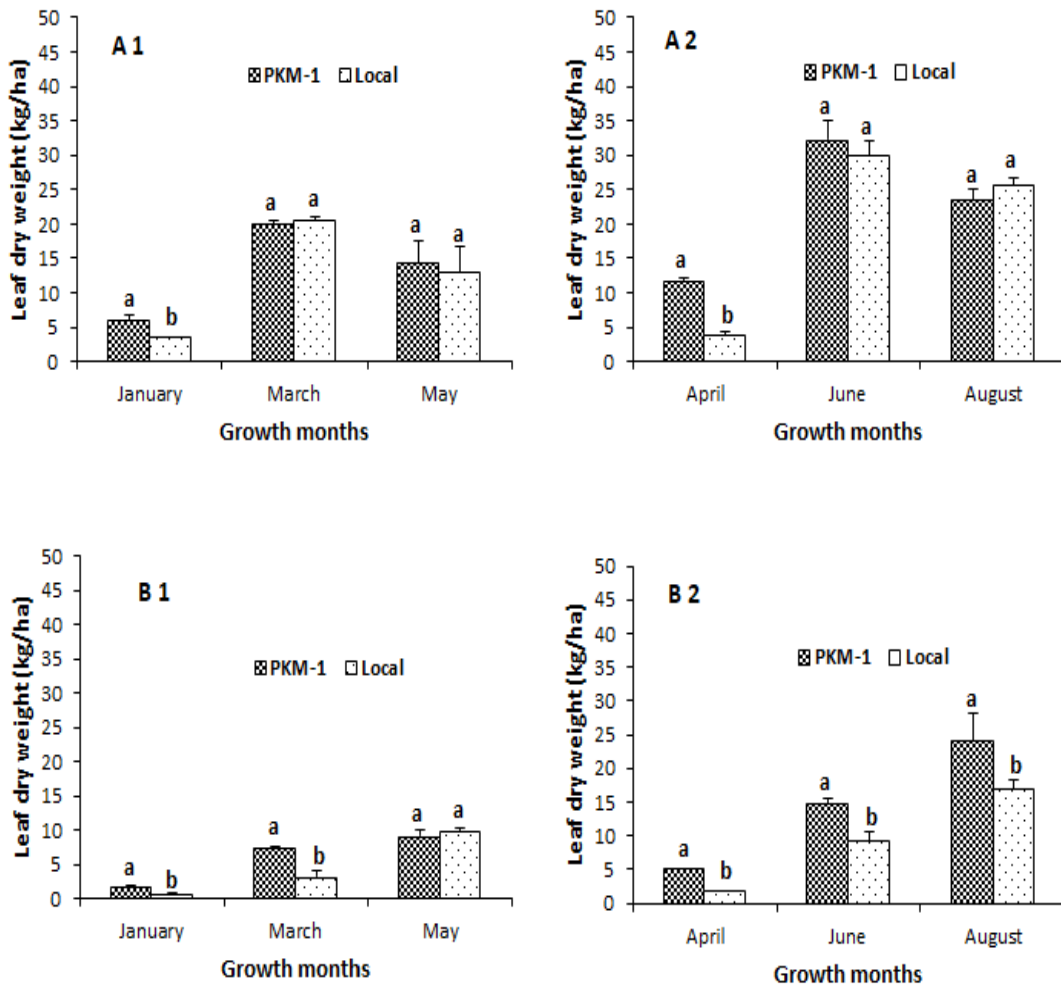 A 1
PKM-1 Local
Leaf dry weight (kg/ha)
50
45
40
35
30
25
20
15
10
5
0
a b a a a a
January March May
Growth months
A 2
PKM-1 Local
Leaf dry weight (kg/ha)
50
45
40
35
30
25
20
15
10
5
0
a b a a a a
April June August
Growth months
B 1
PKM-1 Local
Leaf dry weight (kg/ha)
50
45
40
35
30
25
20
15
10
5
0
a b a b a a
January March May
Growth months
B 2
PKM-1 Local
Leaf dry weight (kg/ha)
50
45
40
35
30
25
20
15
10
5
0
a b a b a b
April June August
Growth months